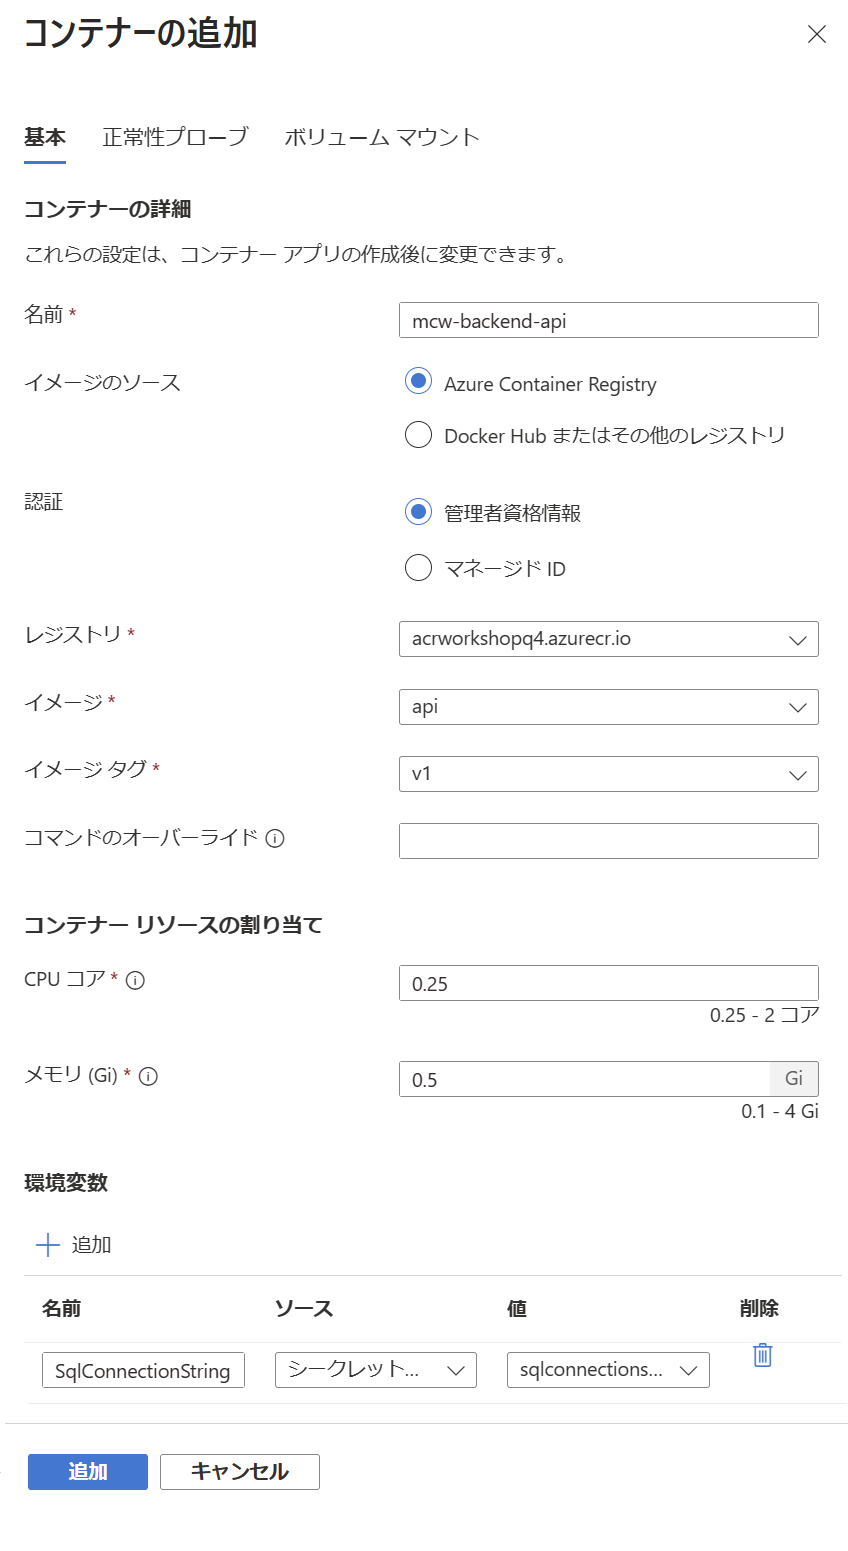 コンテナーの追加
基本 正常性プローブ ボリューム マウント
コンテナーの詳細
これらの設定は、コンテナー アプリの作成後に変更できます。
名前 * mcw-backend-api
イメージのソース Azure Container Registry
Docker Hub またはその他のレジストリ
認証 管理者資格情報
マネージド ID
レジストリ * acrworkshopq4.azurecr.io
イメージ * api
イメージ タグ * v1
コマンドのオーバーライド
コンテナー リソースの割り当て
CPU コア * 0.25
0.25 - 2 コア
メモリ (Gi) * 0.5 Gi
0.1 - 4 Gi
環境変数
追加
名前 ソース 値 削除
SqlConnectionString シークレット... sqlconnections...
追加 キャンセル